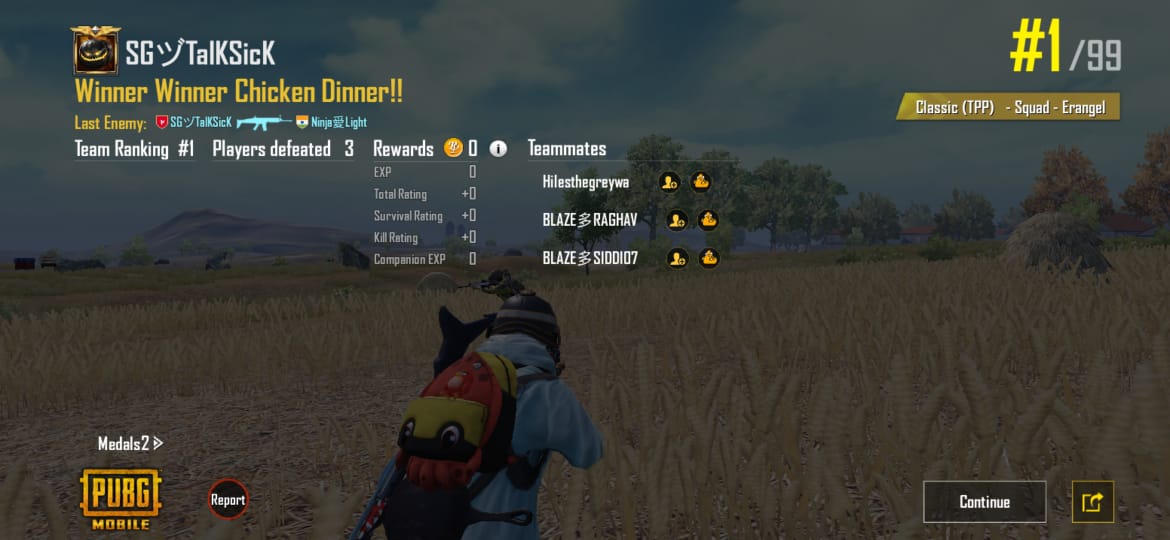 SGヅTalKSicK
#1/99
Winner Winner Chicken Dinner!!
Classic (TPP) - Squad - Erangel
Last Enemy: SGヅTalKSicK Ninja愛Light
Team Ranking #1 Players defeated 3 Rewards 0 Teammates
EXP 0
Total Rating +0
Survival Rating +0
Kill Rating +0
Companion EXP 0
Hilesthegreywa
BLAZE多RAGHAV
BLAZE多SIDDI07
Medals2
PUBG
MOBILE
Report
Continue